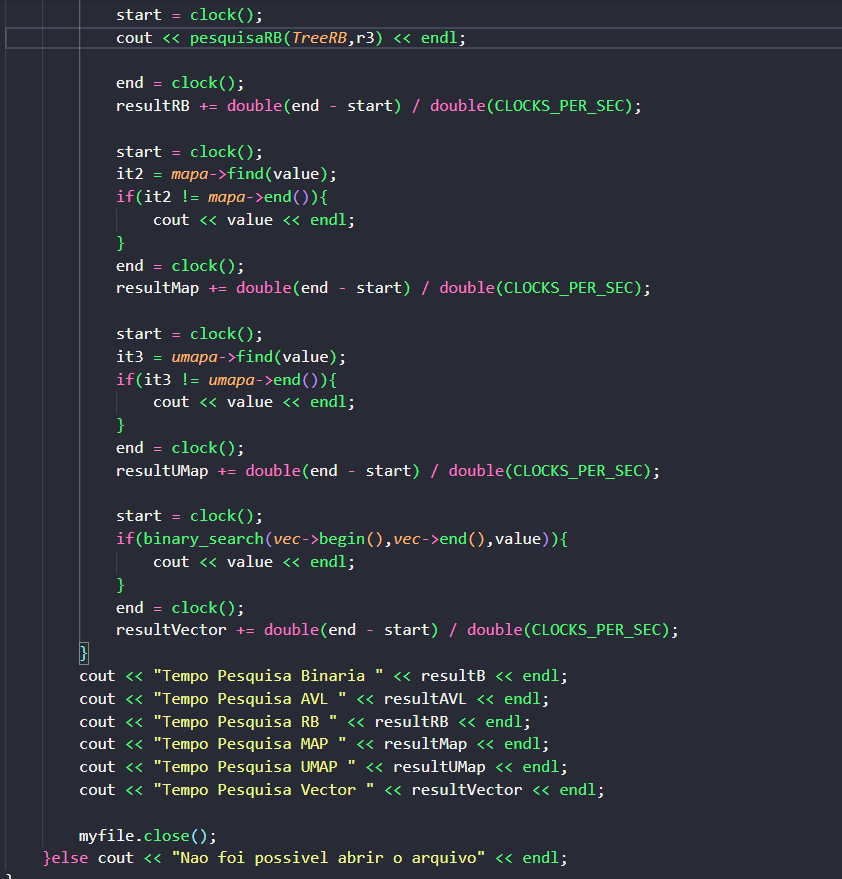 start = clock();
cout << pesquisaRB(TreeRB,r3) << endl;
end = clock();
resultRB += double(end - start) / double(CLOCKS_PER_SEC);
start = clock();
it2 = mapa->find(value);
if(it2 != mapa->end()){
cout << value << endl;
}
end = clock();
resultMap += double(end - start) / double(CLOCKS_PER_SEC);
start = clock();
it3 = umapa->find(value);
if(it3 != umapa->end()){
cout << value << endl;
}
end = clock();
resultUMap += double(end - start) / double(CLOCKS_PER_SEC);
start = clock();
if(binary_search(vec->begin(),vec->end(),value)){
cout << value << endl;
}
end = clock();
resultVector += double(end - start) / double(CLOCKS_PER_SEC);
}
cout << "Tempo Pesquisa Binaria " << resultB << endl;
cout << "Tempo Pesquisa AVL " << resultAVL << endl;
cout << "Tempo Pesquisa RB " << resultRB << endl;
cout << "Tempo Pesquisa MAP " << resultMap << endl;
cout << "Tempo Pesquisa UMAP " << resultUMap << endl;
cout << "Tempo Pesquisa Vector " << resultVector << endl;
myfile.close();
}else cout << "Nao foi possivel abrir o arquivo" << endl;